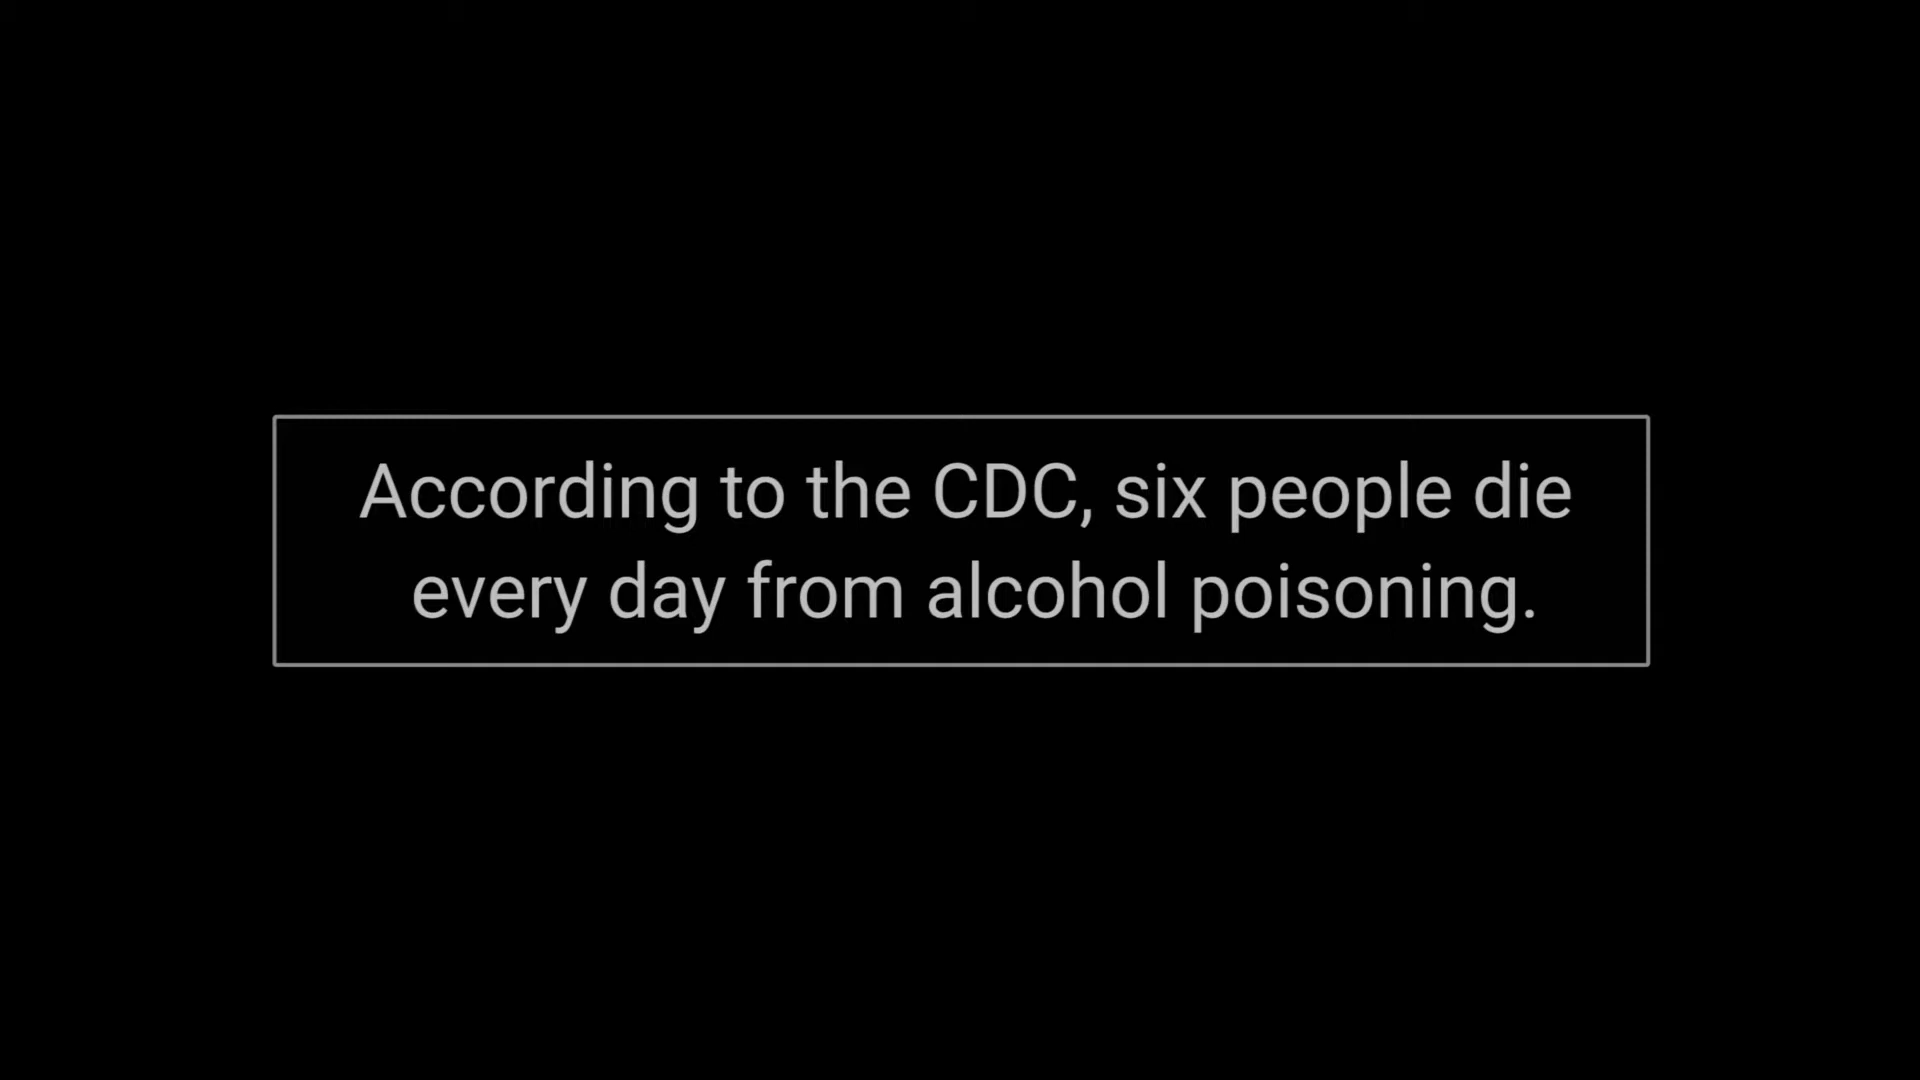 According to the CDC, six people die
every day from alcohol poisoning.